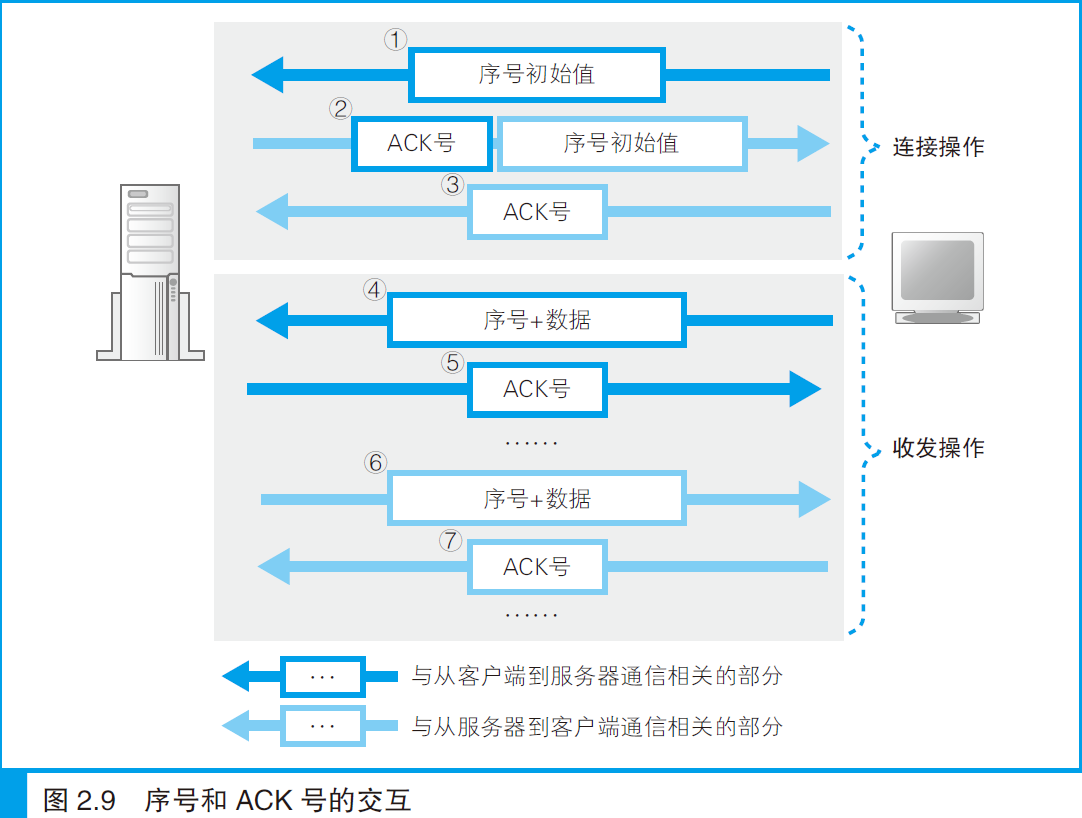 ①
序号初始值
②
ACK号
序号初始值
连接操作
③
ACK号
④
序号+数据
⑤
ACK号
······
收发操作
⑥
序号+数据
⑦
ACK号
······
··· 与从客户端到服务器通信相关的部分
··· 与从服务器到客户端通信相关的部分
图 2.9 序号和 ACK 号的交互